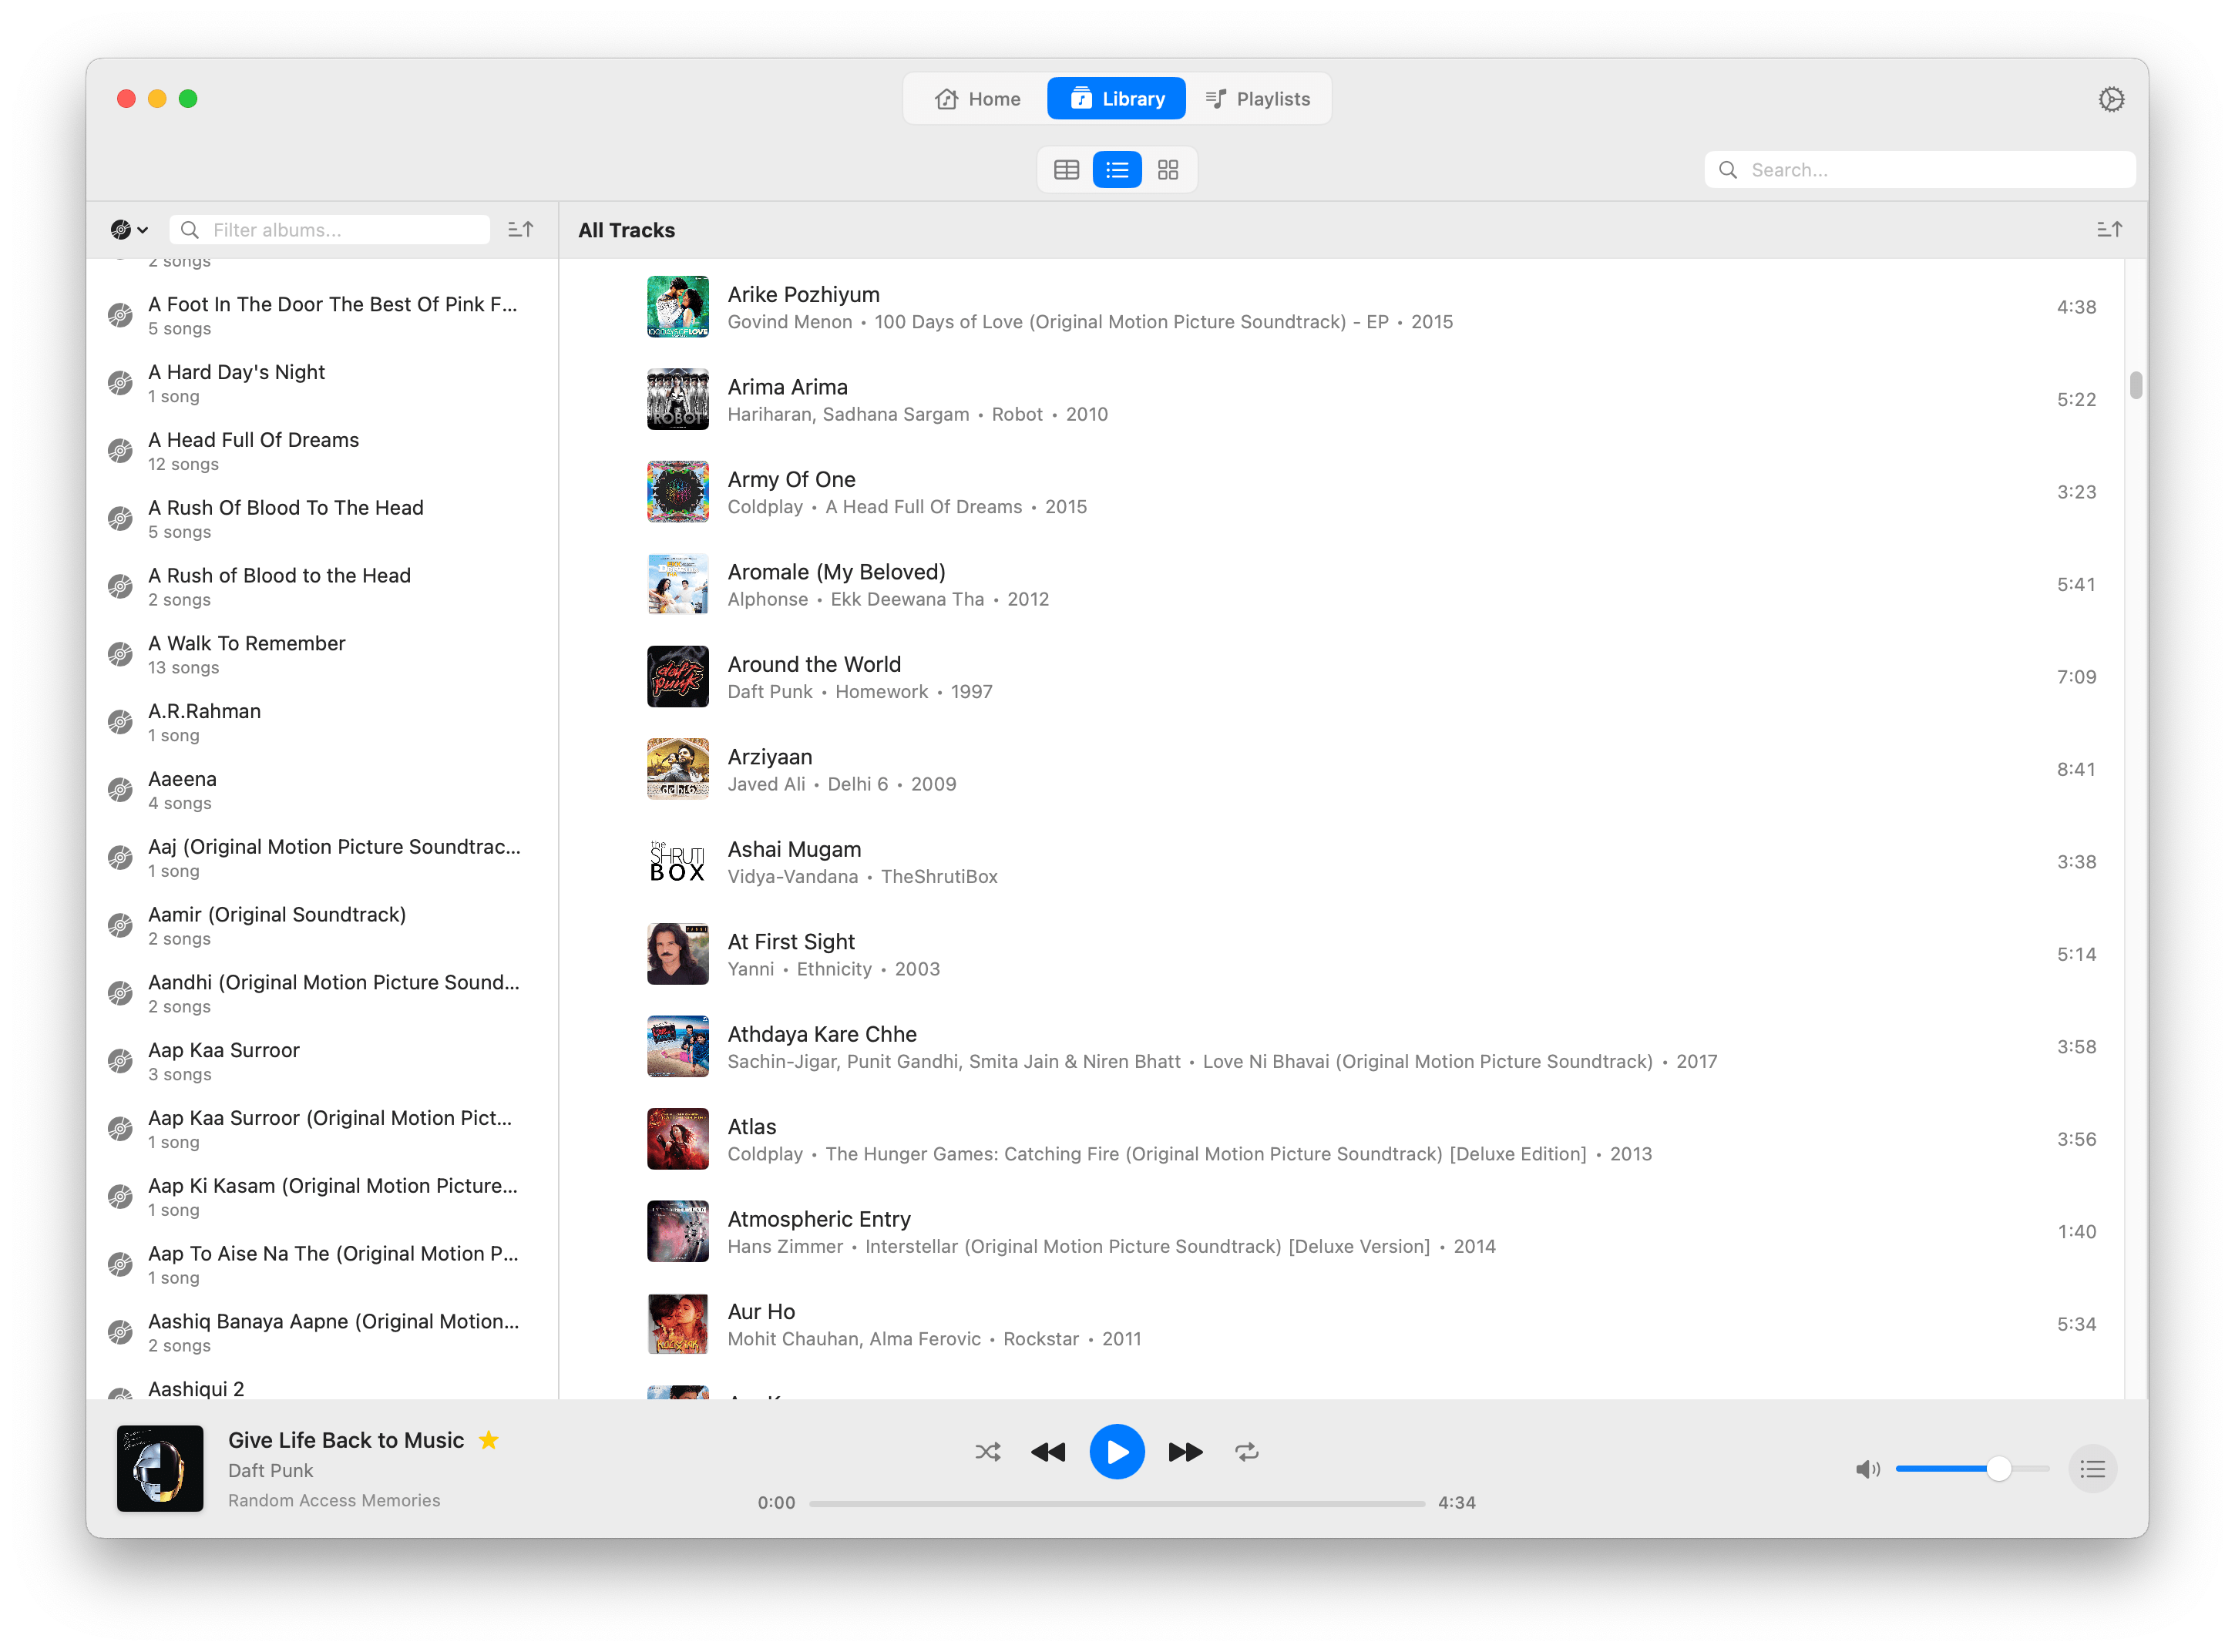 Home
Library
Playlists
Search...
Filter albums...
All Tracks
2 songs
A Foot In The Door The Best Of Pink F...
5 songs
A Hard Day's Night
1 song
A Head Full Of Dreams
12 songs
A Rush Of Blood To The Head
5 songs
A Rush of Blood to the Head
2 songs
A Walk To Remember
13 songs
A.R.Rahman
1 song
Aaeena
4 songs
Aaj (Original Motion Picture Soundtrac...
1 song
Aamir (Original Soundtrack)
2 songs
Aandhi (Original Motion Picture Sound...
2 songs
Aap Kaa Surroor
3 songs
Aap Kaa Surroor (Original Motion Pict...
1 song
Aap Ki Kasam (Original Motion Picture...
1 song
Aap To Aise Na The (Original Motion P...
1 song
Aashiq Banaya Aapne (Original Motion...
2 songs
Aashiqui 2
100DAYSOFLOVE
Arike Pozhiyum
4:38
Govind Menon • 100 Days of Love (Original Motion Picture Soundtrack) - EP • 2015
ROBOT
Arima Arima
5:22
Hariharan, Sadhana Sargam • Robot • 2010
Army Of One
3:23
Coldplay • A Head Full Of Dreams • 2015
Aromale (My Beloved)
5:41
Alphonse • Ekk Deewana Tha • 2012
daft punk
Around the World
7:09
Daft Punk • Homework • 1997
Arziyaan
8:41
Javed Ali • Delhi 6 • 2009
the
SHRUTI
BOX
Ashai Mugam
3:38
Vidya-Vandana • TheShrutiBox
At First Sight
5:14
Yanni • Ethnicity • 2003
Athdaya Kare Chhe
3:58
Sachin-Jigar, Punit Gandhi, Smita Jain & Niren Bhatt • Love Ni Bhavai (Original Motion Picture Soundtrack) • 2017
Atlas
3:56
Coldplay • The Hunger Games: Catching Fire (Original Motion Picture Soundtrack) [Deluxe Edition] • 2013
Atmospheric Entry
1:40
Hans Zimmer • Interstellar (Original Motion Picture Soundtrack) [Deluxe Version] • 2014
Aur Ho
5:34
Mohit Chauhan, Alma Ferovic • Rockstar • 2011
Give Life Back to Music
Daft Punk
Random Access Memories
0:00
4:34